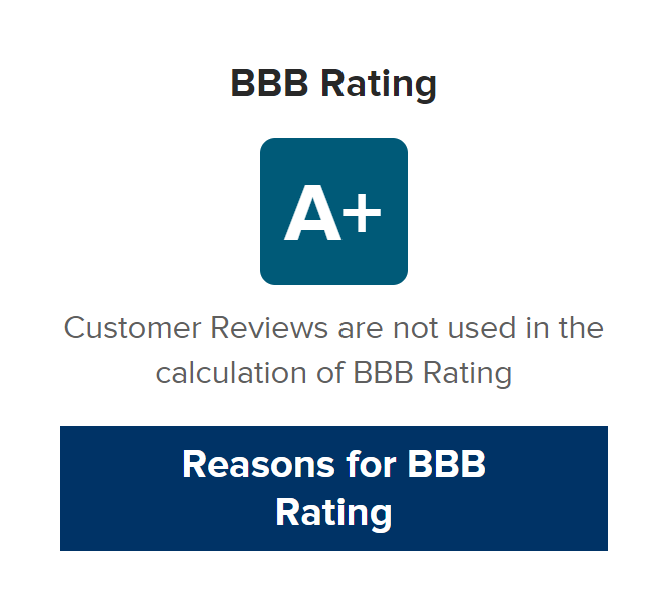 BBB Rating
A+
Customer Reviews are not used in the
calculation of BBB Rating
Reasons for BBB
Rating